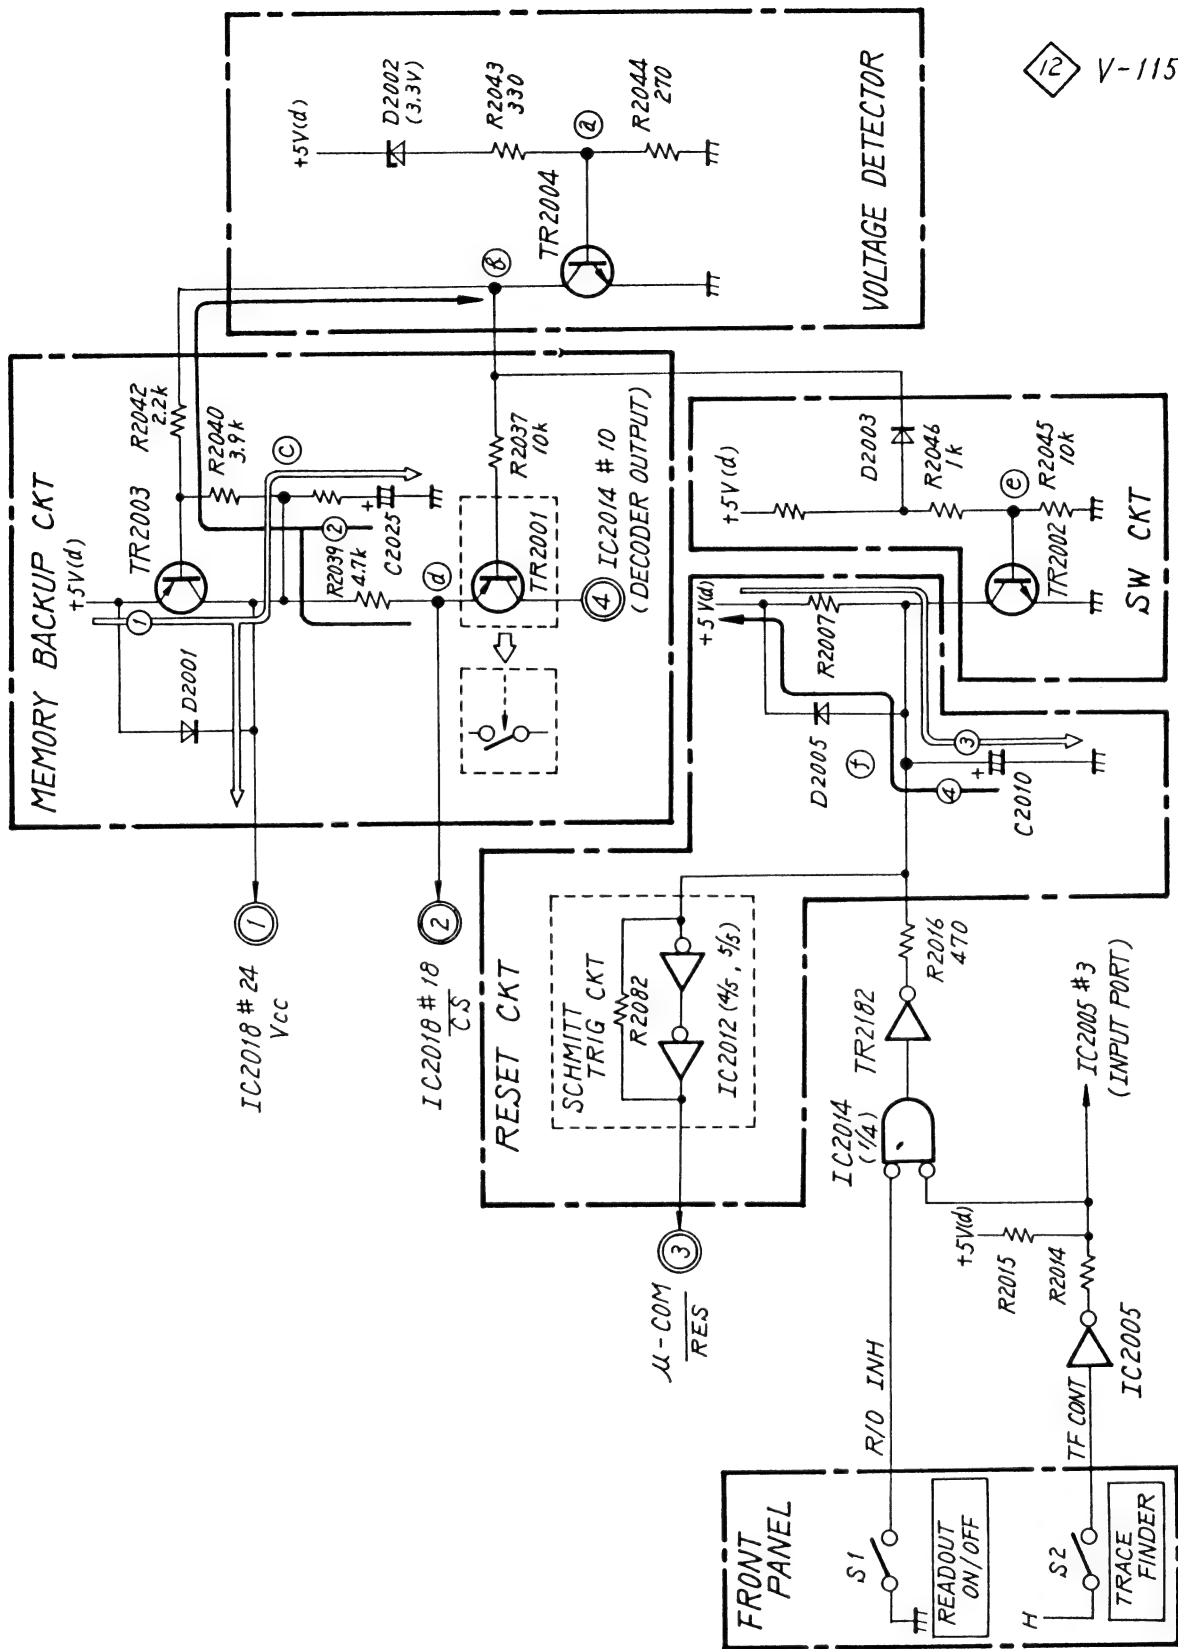 12
V-115
+5V(d)
D2002
(3.3V)
R2043
330
a
R2044
270
TR2004
b
VOLTAGE DETECTOR
MEMORY BACKUP CKT
+5V(d)
TR2003
R2042
2.2k
R2040
3.9k
c
1
D2001
2
R2039
4.7k
C2025
+
d
R2037
10k
TR2001
4
IC2014 #10
(DECODER OUTPUT)
1
IC2018 #24
Vcc
2
IC2018 #18
CS
+5V(d)
D2003
R2046
1k
e
R2045
10k
TR2002
SW CKT
+5V(d)
R2007
D2005
f
3
4
+
C2010
RESET CKT
SCHMITT
TRIG CKT
R2082
IC2012 (4/5, 5/5)
3
μ-COM
RES
R2016
470
TR2182
IC2014
(1/4)
+5V(d)
R2015
R2014
IC2005 #3
(INPUT PORT)
IC2005
R/O INH
TF CONT
FRONT
PANEL
S1
READOUT
ON/OFF
H
S2
TRACE
FINDER